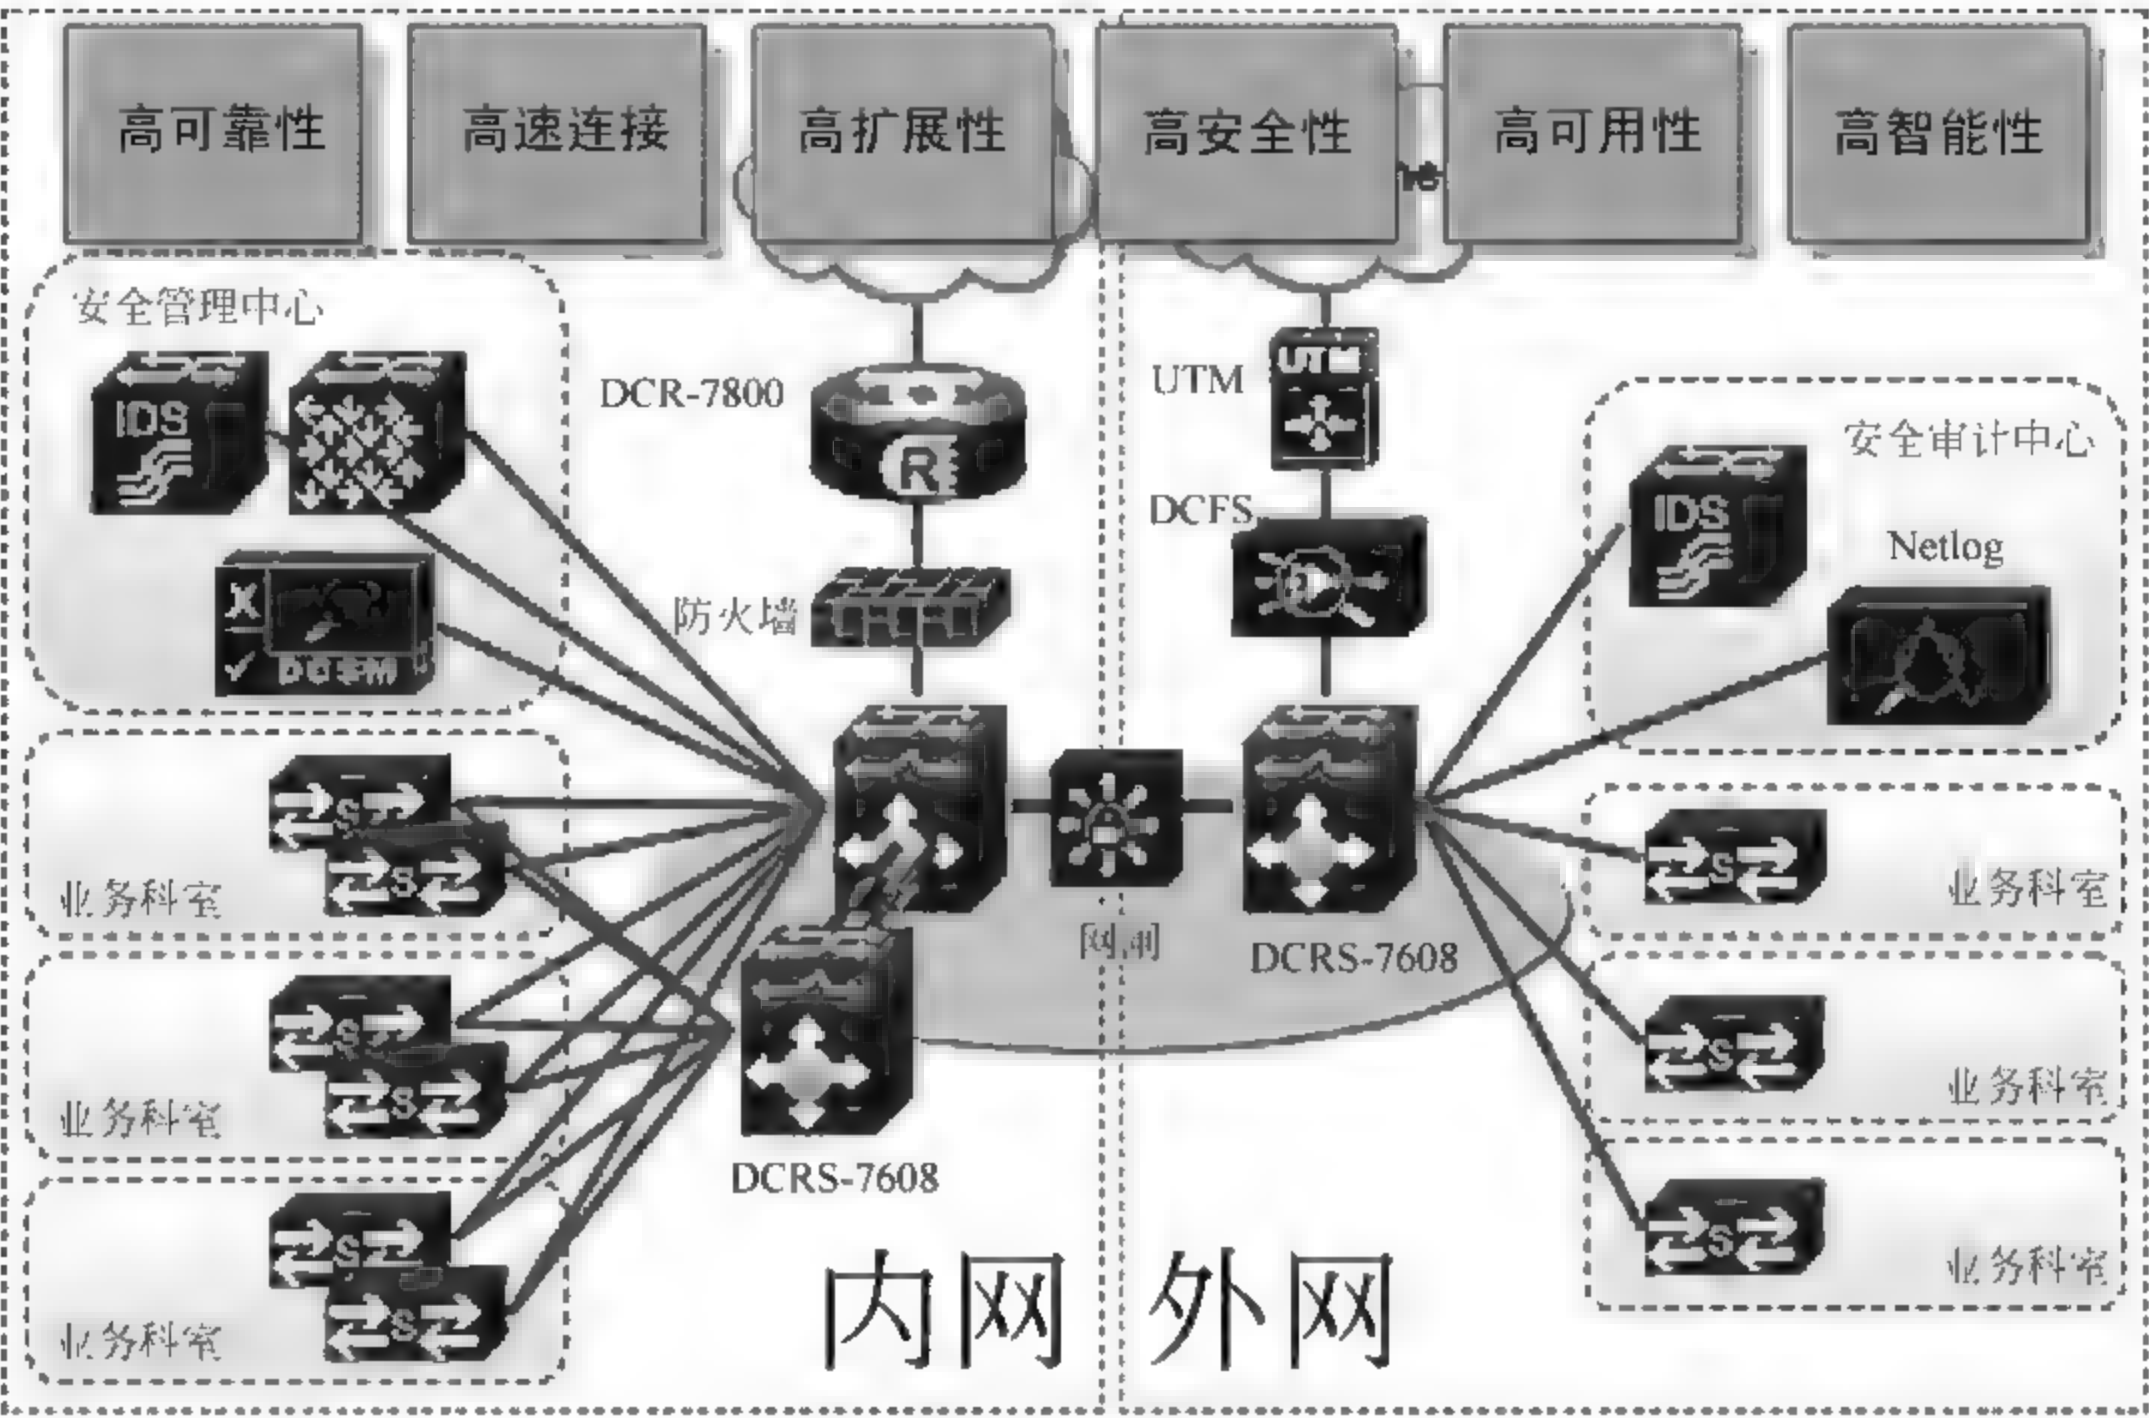 高可靠性
高速连接
高扩展性
高安全性
高可用性
高智能性
安全管理中心
IDS
DCR-7800
R
防火墙
UTM
UTM
DCFS
安全审计中心
IDS
Netlog
业务科室
S
S
业务科室
S
S
业务科室
S
S
网闸
DCRS-7608
DCRS-7608
S
业务科室
S
业务科室
S
业务科室
内网
外网